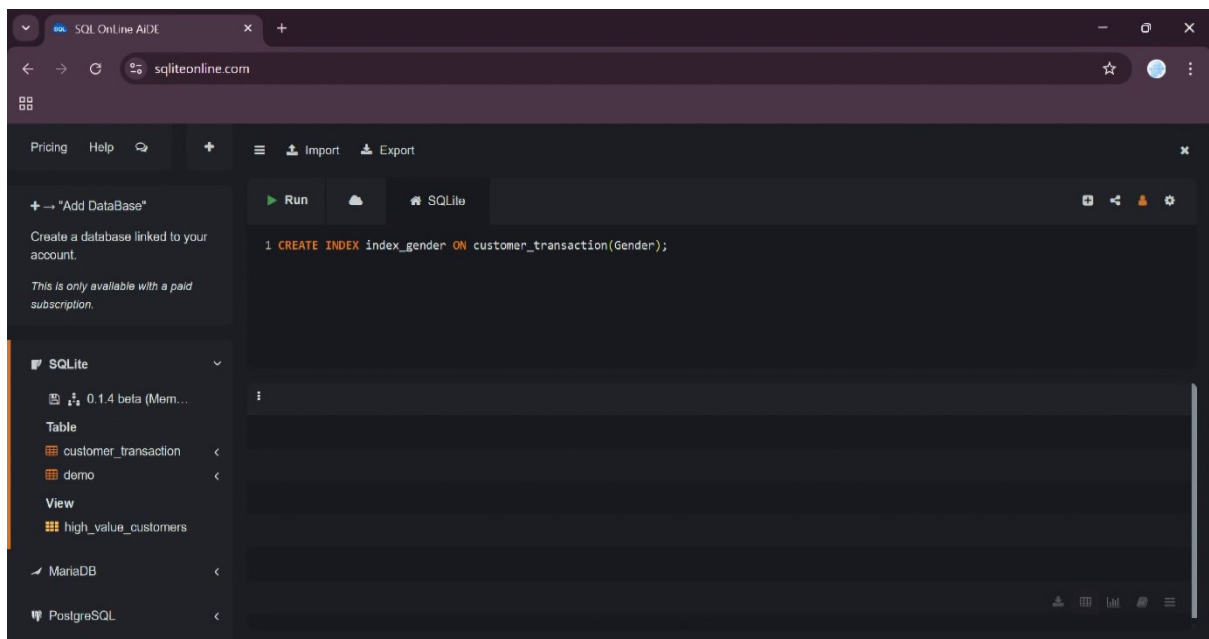 SQL OnLine AiDE
sqliteonline.com
Pricing Help
Import Export
+ → "Add DataBase"
Create a database linked to your
account.
This is only available with a paid
subscription.
Run
SQLite
1 CREATE INDEX index_gender ON customer_transaction(Gender);
SQLite
0.1.4 beta (Mem...
Table
customer_transaction
demo
View
high_value_customers
MariaDB
PostgreSQL